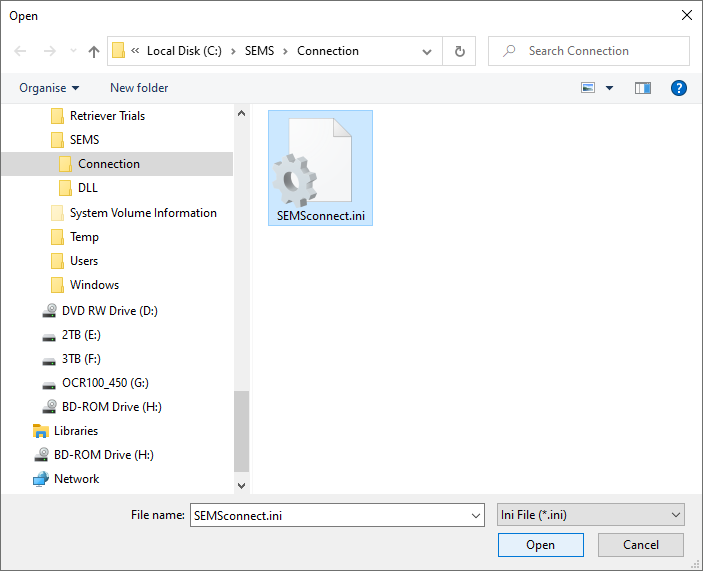 Open
« Local Disk (C:) > SEMS > Connection
Search Connection
Organise
New folder
Retriever Trials
SEMS
Connection
DLL
System Volume Information
Temp
Users
Windows
DVD RW Drive (D:)
2TB (E:)
3TB (F:)
OCR100_450 (G:)
BD-ROM Drive (H:)
Libraries
BD-ROM Drive (H:)
Network
SEMSconnect.ini
File name:
SEMSconnect.ini
Ini File (*.ini)
Open
Cancel